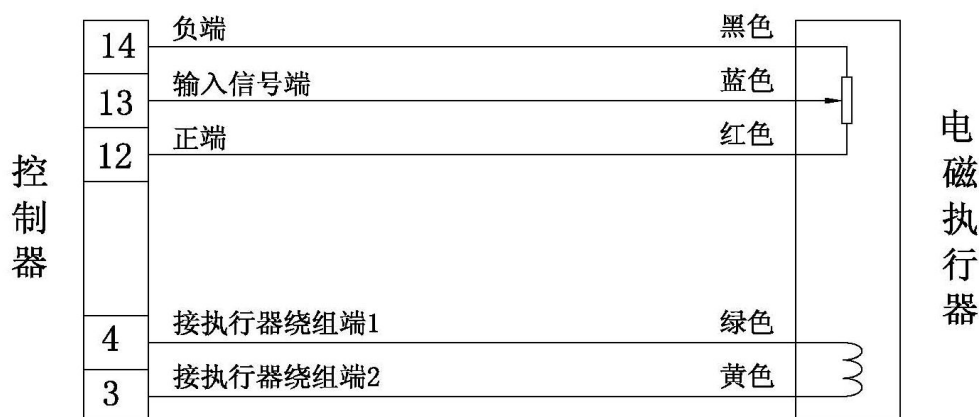 14 负端 黑色
13 输入信号端 蓝色
12 正端 红色
控制器
电磁执行器
4 接执行器绕组端1 绿色
3 接执行器绕组端2 黄色